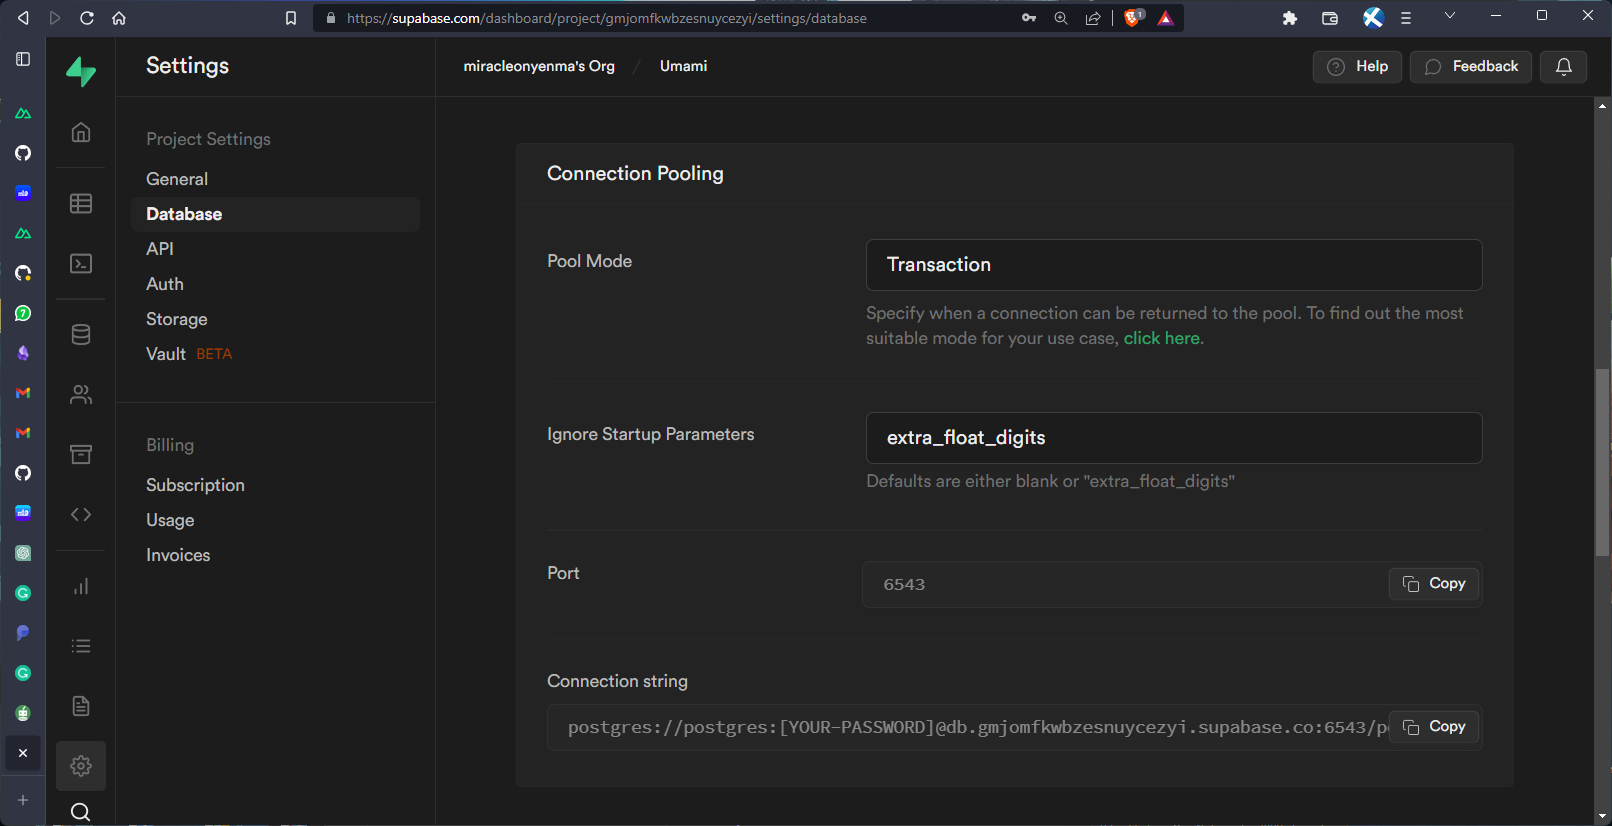 https://supabase.com/dashboard/project/gmjomfkwbzesnuycezyi/settings/database
1
Settings
miracleonyenma's Org / Umami
Help
Feedback
Project Settings
General
Database
API
Auth
Storage
Vault BETA
Billing
Subscription
Usage
Invoices
7
Connection Pooling
Pool Mode
Transaction
Specify when a connection can be returned to the pool. To find out the most
suitable mode for your use case, click here.
Ignore Startup Parameters
extra_float_digits
Defaults are either blank or "extra_float_digits"
Port
6543
Copy
Connection string
postgres://postgres:[YOUR-PASSWORD]@db.gmjomfkwbzesnuycezyi.supabase.co:6543/p
Copy